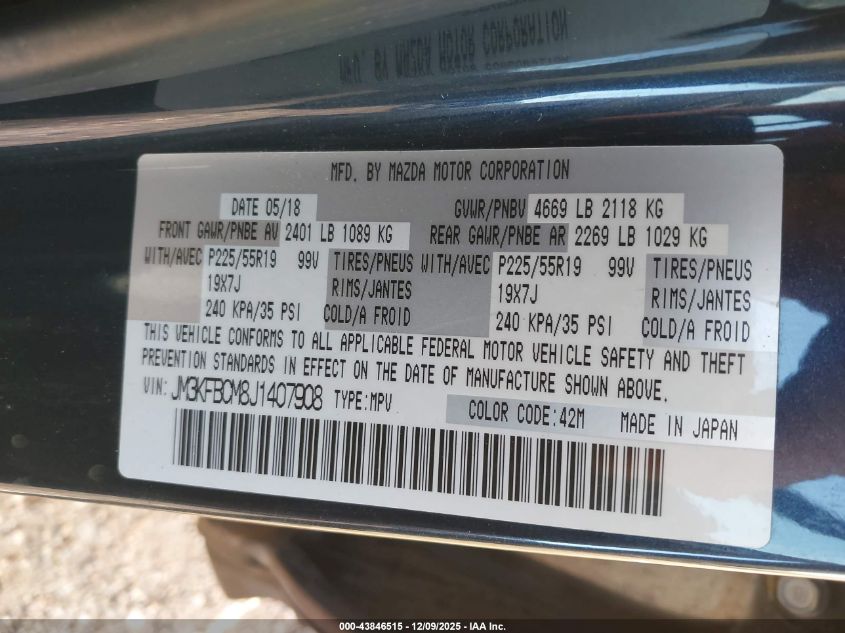 MFD. BY MAZDA MOTOR CORPORATION
DATE 05/18 GVWR/PNBV 4669 LB 2118 KG
FRONT GAWR/PNBE AV 2401 LB 1089 KG REAR GAWR/PNBE AR 2269 LB 1029 KG
WITH/AVEC P225/55R19 99V TIRES/PNEUS WITH/AVEC P225/55R19 99V TIRES/PNEUS
19X7J RIMS/JANTES 19X7J RIMS/JANTES
240 KPA/35 PSI COLD/A FROID 240 KPA/35 PSI COLD/A FROID
THIS VEHICLE CONFORMS TO ALL APPLICABLE FEDERAL MOTOR VEHICLE SAFETY AND THEFT
PREVENTION STANDARDS IN EFFECT ON THE DATE OF MANUFACTURE SHOWN ABOVE.
VIN: JM3KFBCM8J1407908 TYPE:MPV COLOR CODE:42M MADE IN JAPAN
000-43846515 - 12/09/2025 - IAA Inc.